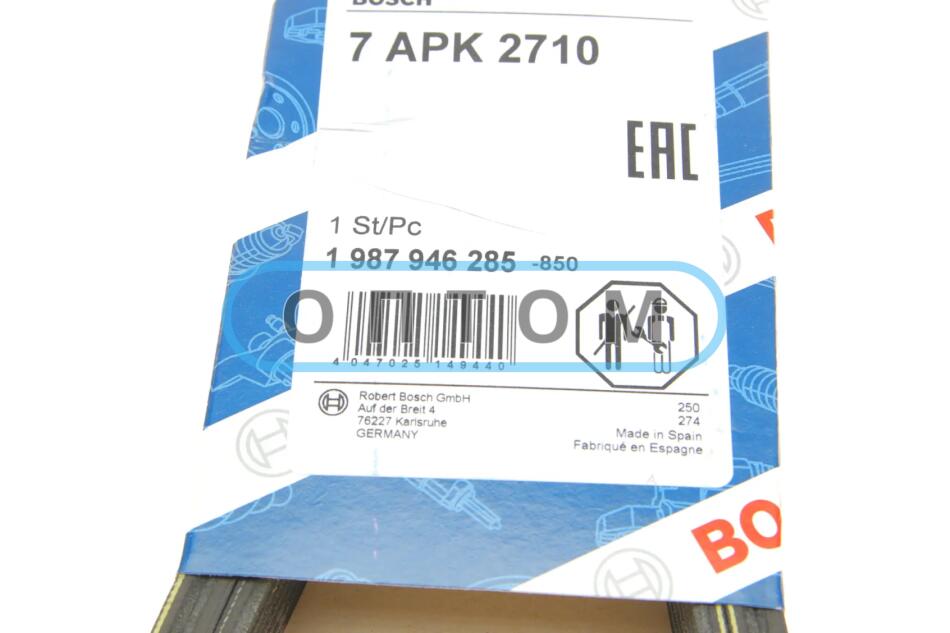 BOSCH
7 APK 2710
EAC
1 St/Pc
1 987 946 285 -850
ОПТОМ
4 047025 149440
Robert Bosch GmbH
Auf der Breit 4
76227 Karlsruhe
GERMANY
250
274
Made in Spain
Fabriqué en Espagne
BO